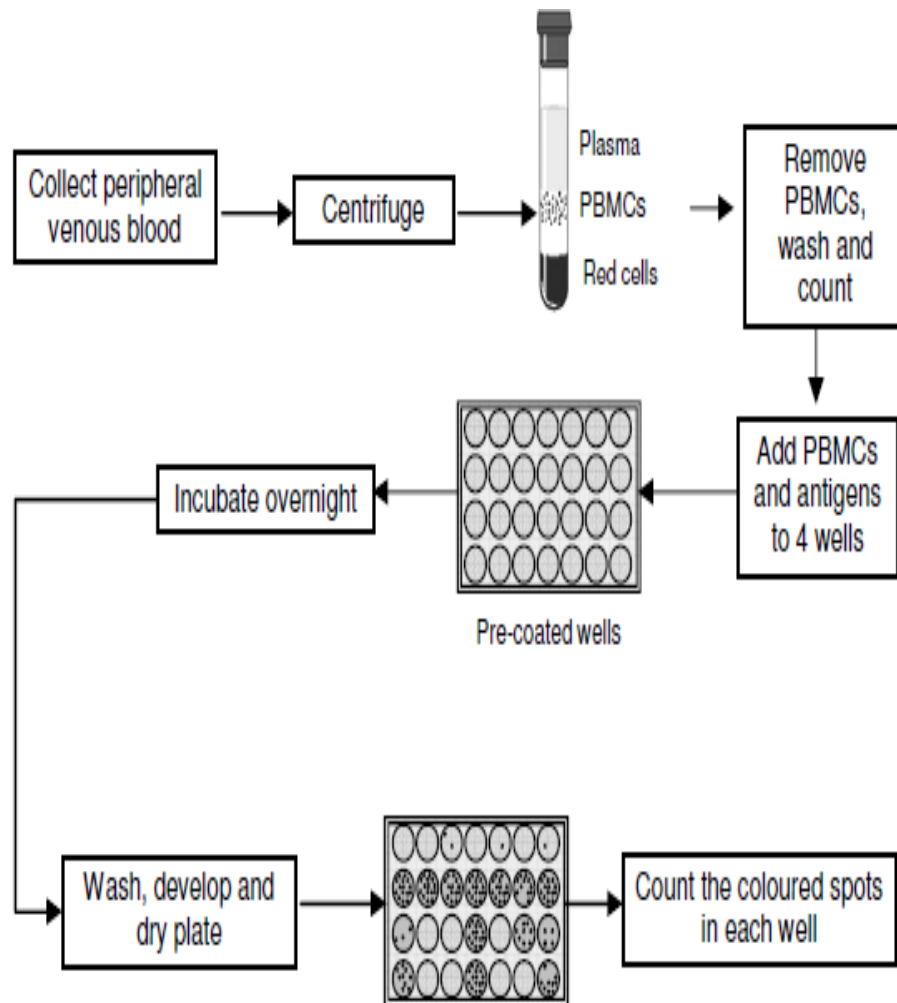 Collect peripheral
venous blood
Centrifuge
Plasma
PBMCs
Red cells
Remove
PBMCs,
wash and
count
Add PBMCs
and antigens
to 4 wells
Pre-coated wells
Incubate overnight
Wash, develop and
dry plate
Count the coloured spots
in each well